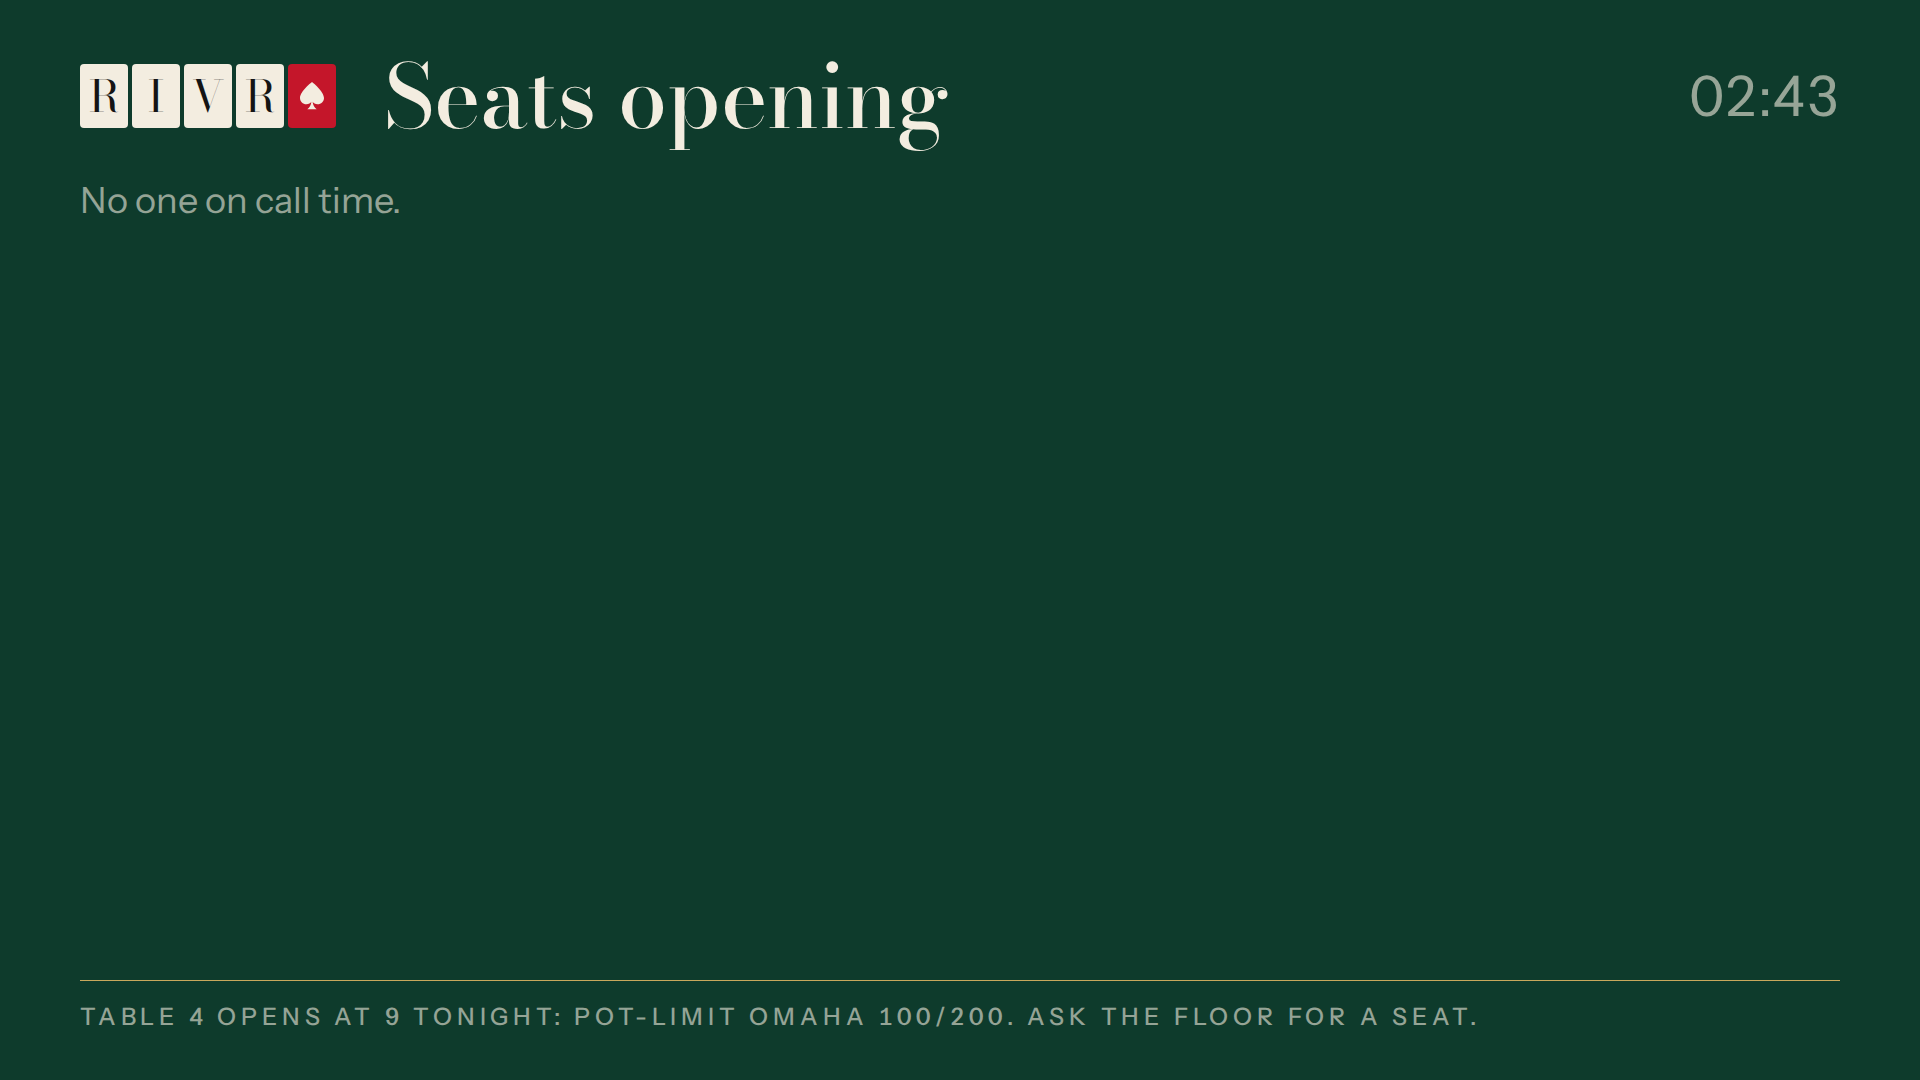 RIVR
Seats opening
02:43
No one on call time.
TABLE 4 OPENS AT 9 TONIGHT: POT-LIMIT OMAHA 100/200. ASK THE FLOOR FOR A SEAT.